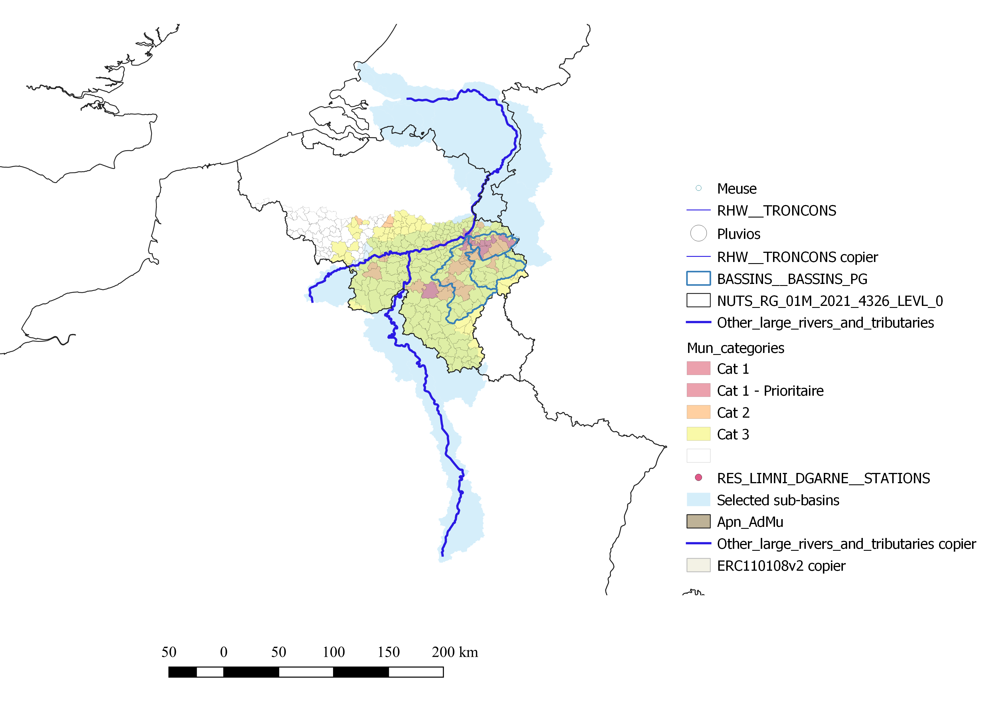 Meuse
RHW__TRONCONS
Pluvios
RHW__TRONCONS copier
BASSINS__BASSINS_PG
NUTS_RG_01M_2021_4326_LEVL_0
Other_large_rivers_and_tributaries
Mun_categories
Cat 1
Cat 1 - Prioritaire
Cat 2
Cat 3
RES_LIMNI_DGARNE__STATIONS
Selected sub-basins
Apn_AdMu
Other_large_rivers_and_tributaries copier
ERC110108v2 copier
50 0 50 100 150 200 km